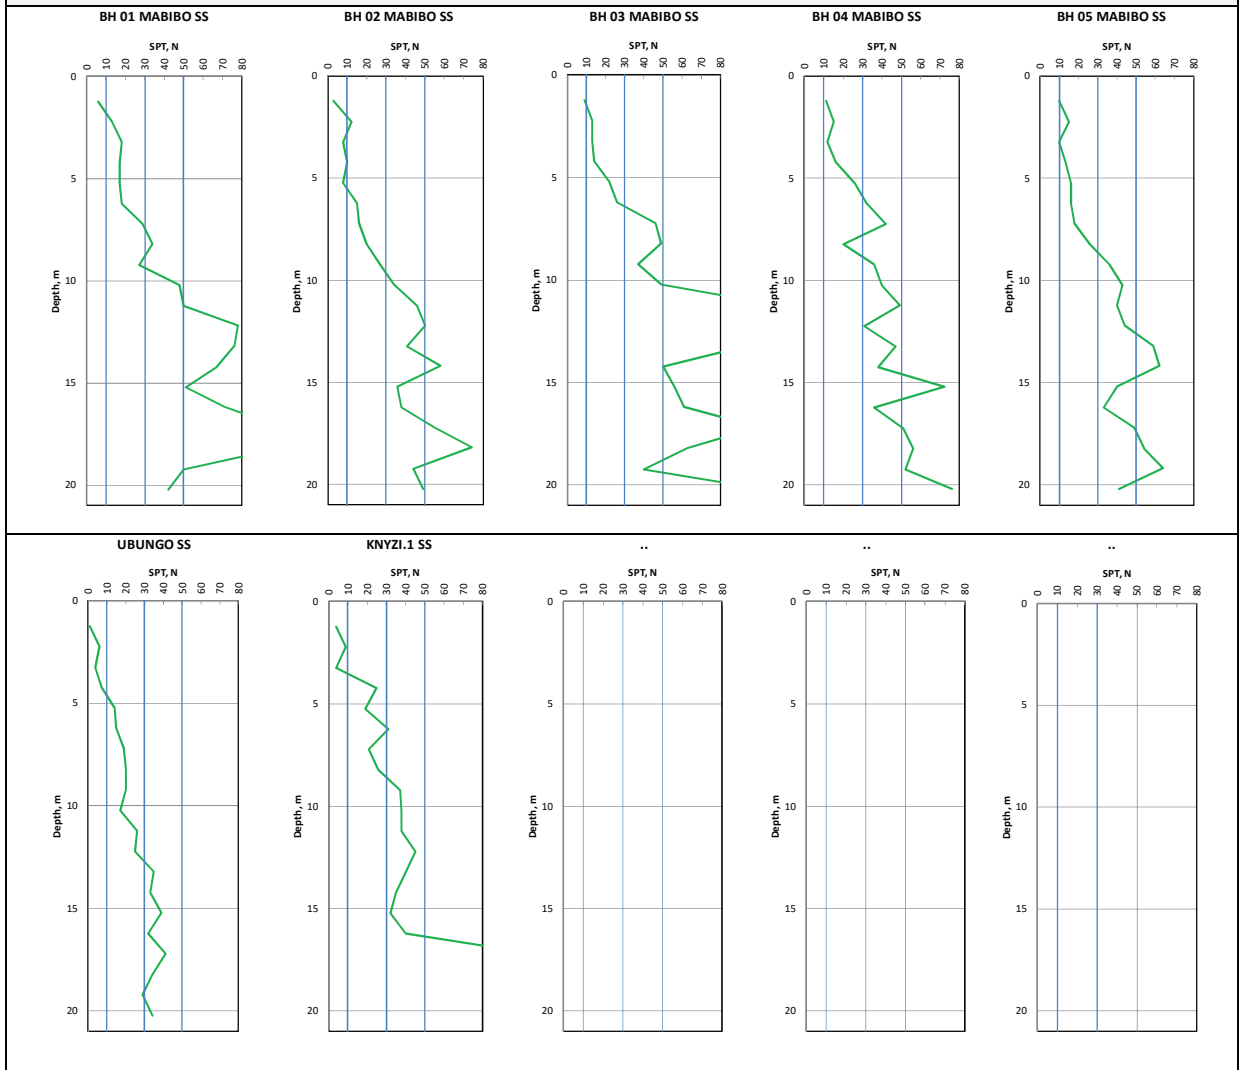 BH 01 MABIBO SS BH 02 MABIBO SS BH 03 MABIBO SS BH 04 MABIBO SS BH 05 MABIBO SS
SPT, N SPT, N SPT, N SPT, N SPT, N
0 10 20 30 40 50 60 70 80 0 10 20 30 40 50 60 70 80 0 10 20 30 40 50 60 70 80 0 10 20 30 40 50 60 70 80 0 10 20 30 40 50 60 70 80
0 0 0 0 0
5 5 5 5 5
10 10 10 10 10
Depth, m Depth, m Depth, m Depth, m Depth, m
15 15 15 15 15
20 20 20 20 20
UBUNGO SS KNYZI.1 SS .. .. ..
SPT, N SPT, N SPT, N SPT, N SPT, N
0 10 20 30 40 50 60 70 80 0 10 20 30 40 50 60 70 80 0 10 20 30 40 50 60 70 80 0 10 20 30 40 50 60 70 80 0 10 20 30 40 50 60 70 80
0 0 0 0 0
5 5 5 5 5
10 10 10 10 10
Depth, m Depth, m Depth, m Depth, m Depth, m
15 15 15 15 15
20 20 20 20 20